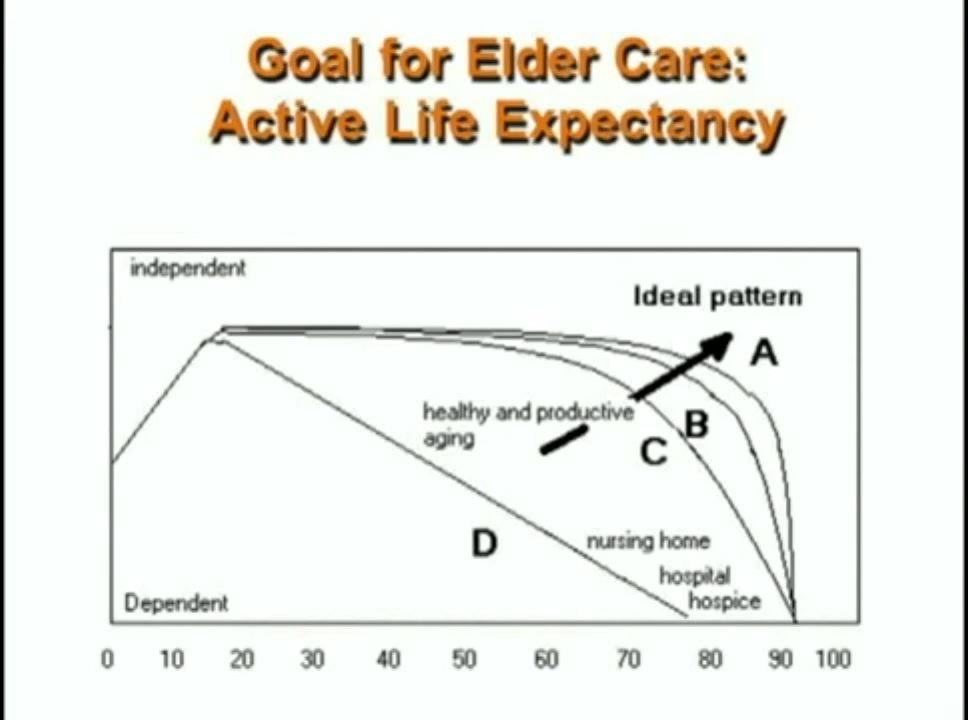 Goal for Elder Care:
Active Life Expectancy
independent
Ideal pattern
A
healthy and productive
aging
B
C
D
nursing home
hospital
hospice
Dependent
0 10 20 30 40 50 60 70 80 90 100